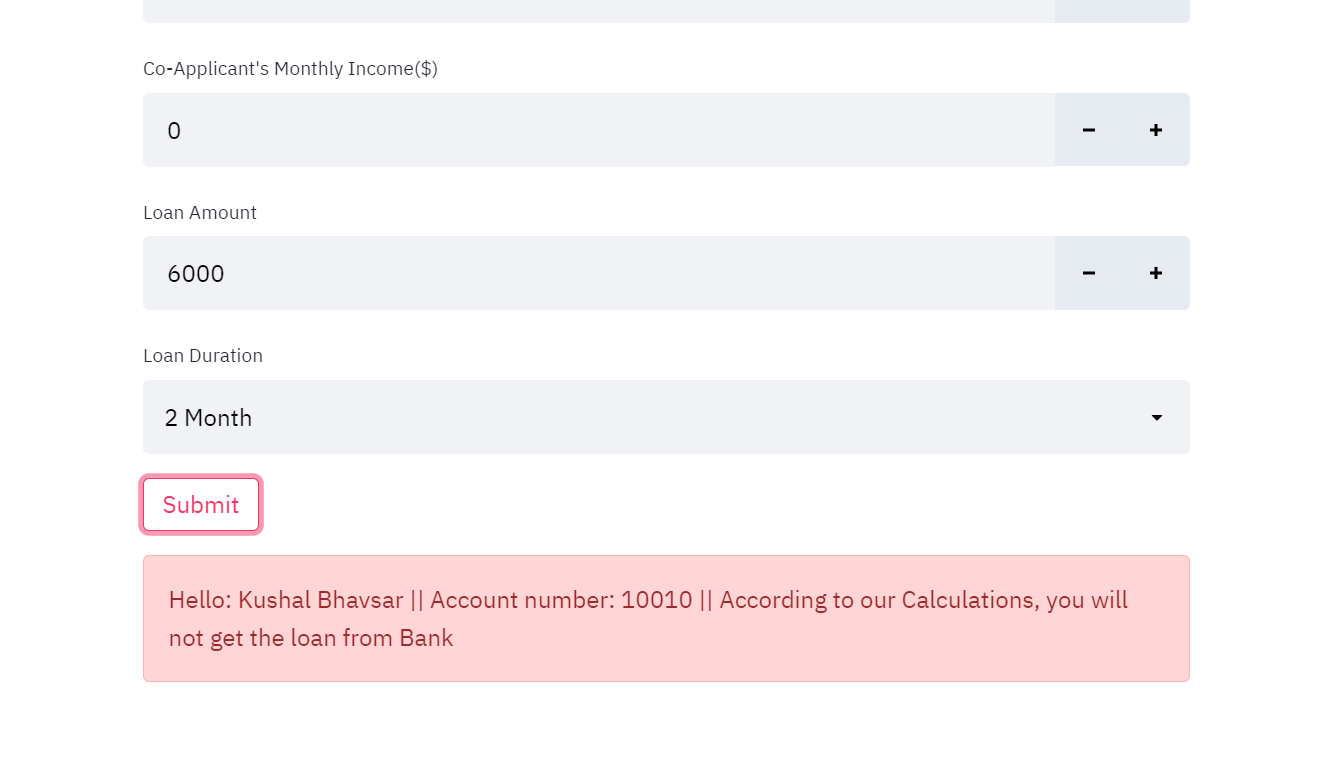 Co-Applicant's Monthly Income($)
0
Loan Amount
6000
Loan Duration
2 Month
Submit
Hello: Kushal Bhavsar || Account number: 10010 || According to our Calculations, you will
not get the loan from Bank